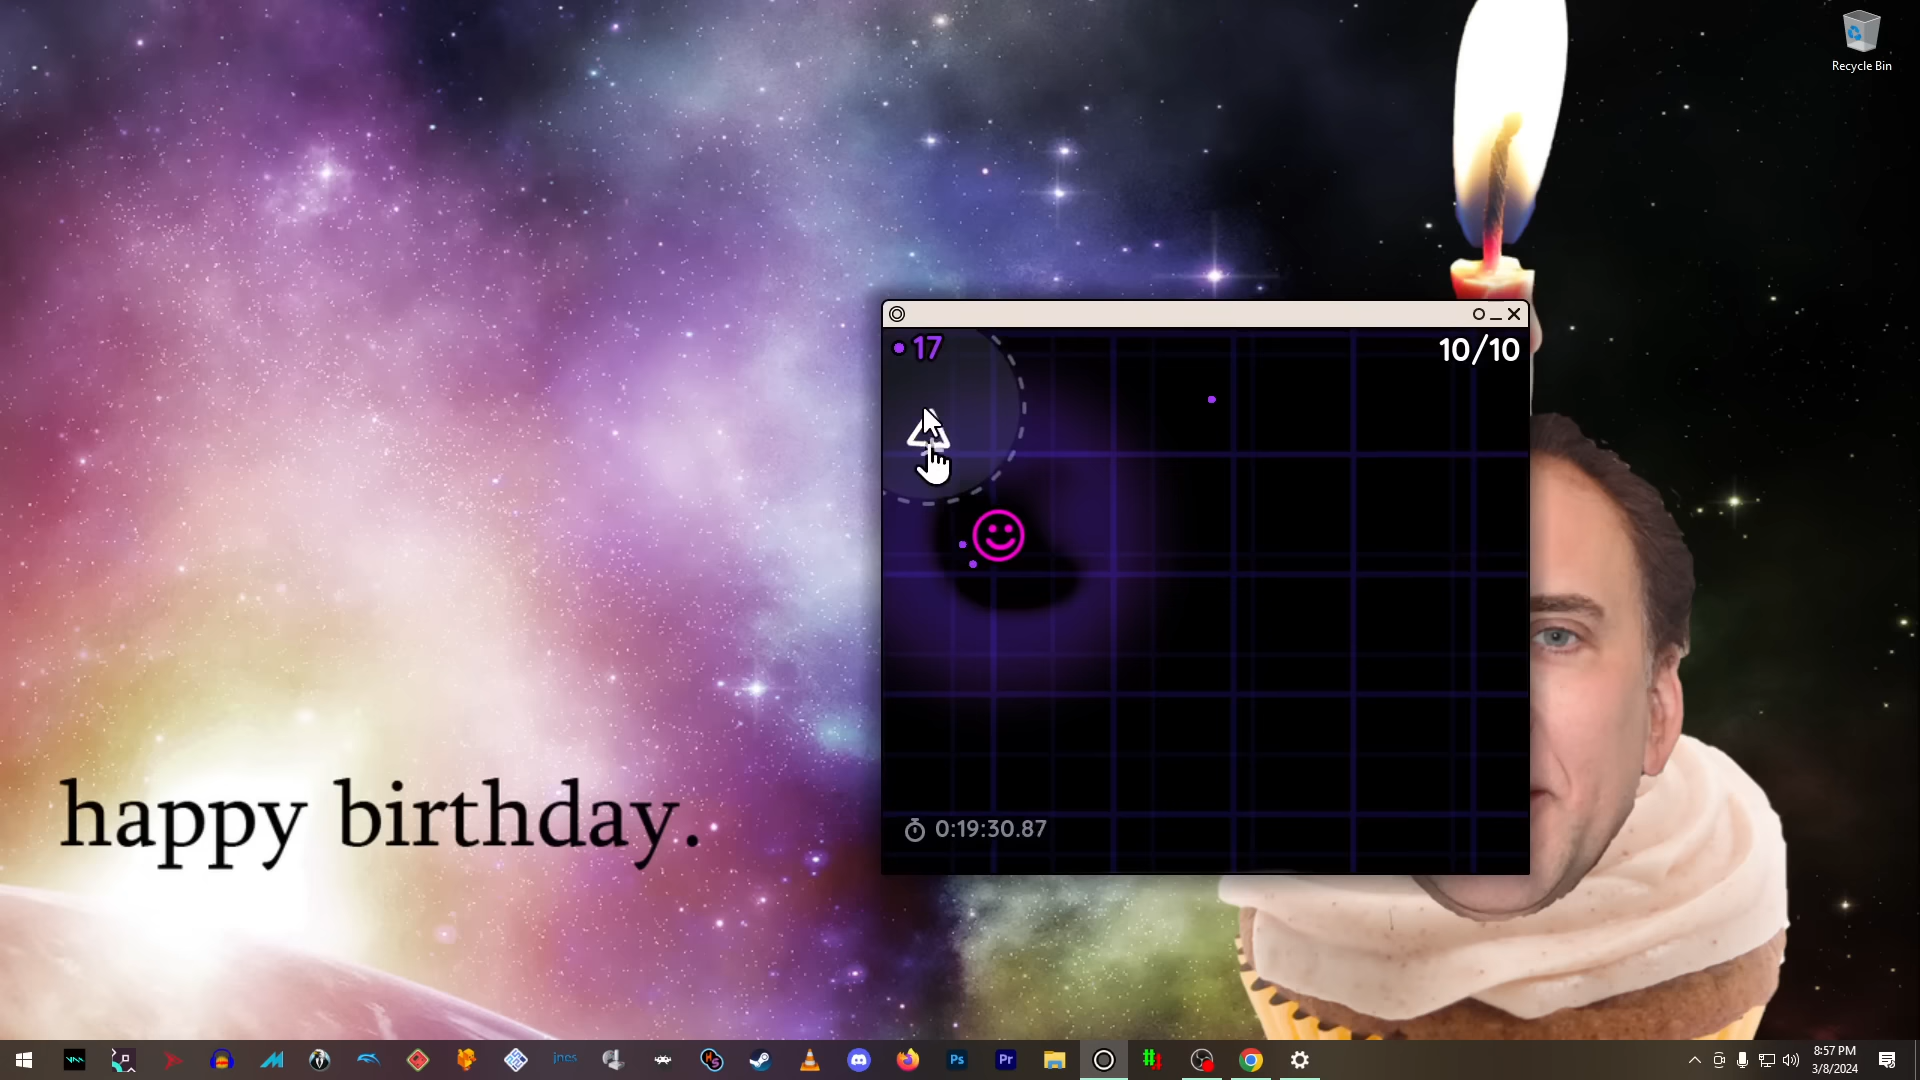 Recycle Bin
17
10/10
happy birthday.
0:19:30.87
jnes
Ps
Pr
8:57 PM
3/8/2024